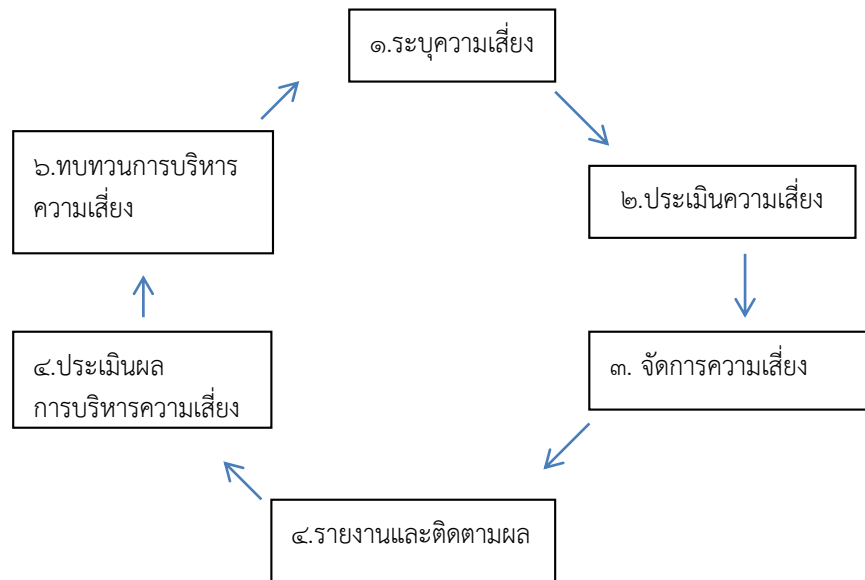 ๑.ระบุความเสี่ยง
๒.ประเมินความเสี่ยง
๓. จัดการความเสี่ยง
๔.รายงานและติดตามผล
๔.ประเมินผล
การบริหารความเสี่ยง
๖.ทบทวนการบริหาร
ความเสี่ยง